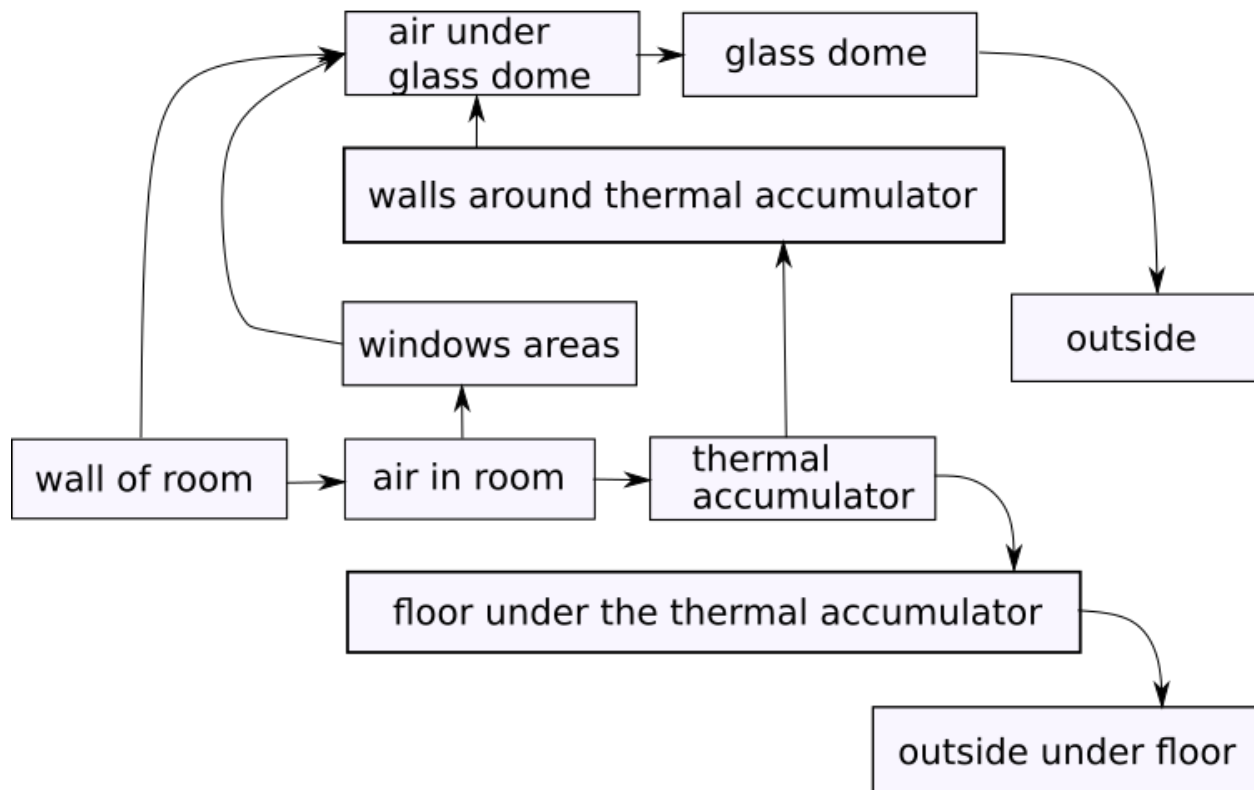 air under
glass dome
glass dome
walls around thermal accumulator
windows areas
outside
wall of room
air in room
thermal
accumulator
floor under the thermal accumulator
outside under floor